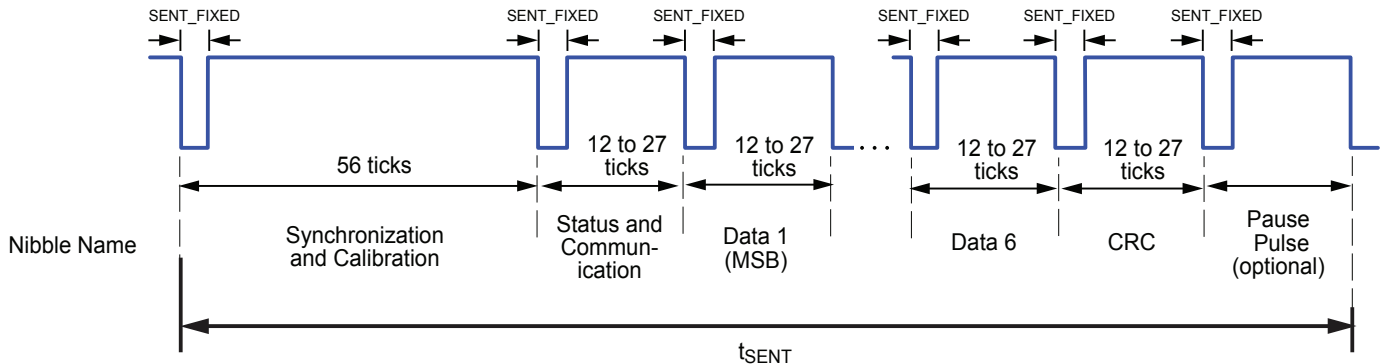 SENT_FIXED SENT_FIXED SENT_FIXED SENT_FIXED SENT_FIXED SENT_FIXED
56 ticks
12 to 27
ticks
12 to 27
ticks
. . .
12 to 27
ticks
12 to 27
ticks
Nibble Name
Synchronization
and Calibration
Status and
Commun-
ication
Data 1
(MSB)
Data 6
CRC
Pause
Pulse
(optional)
tSENT